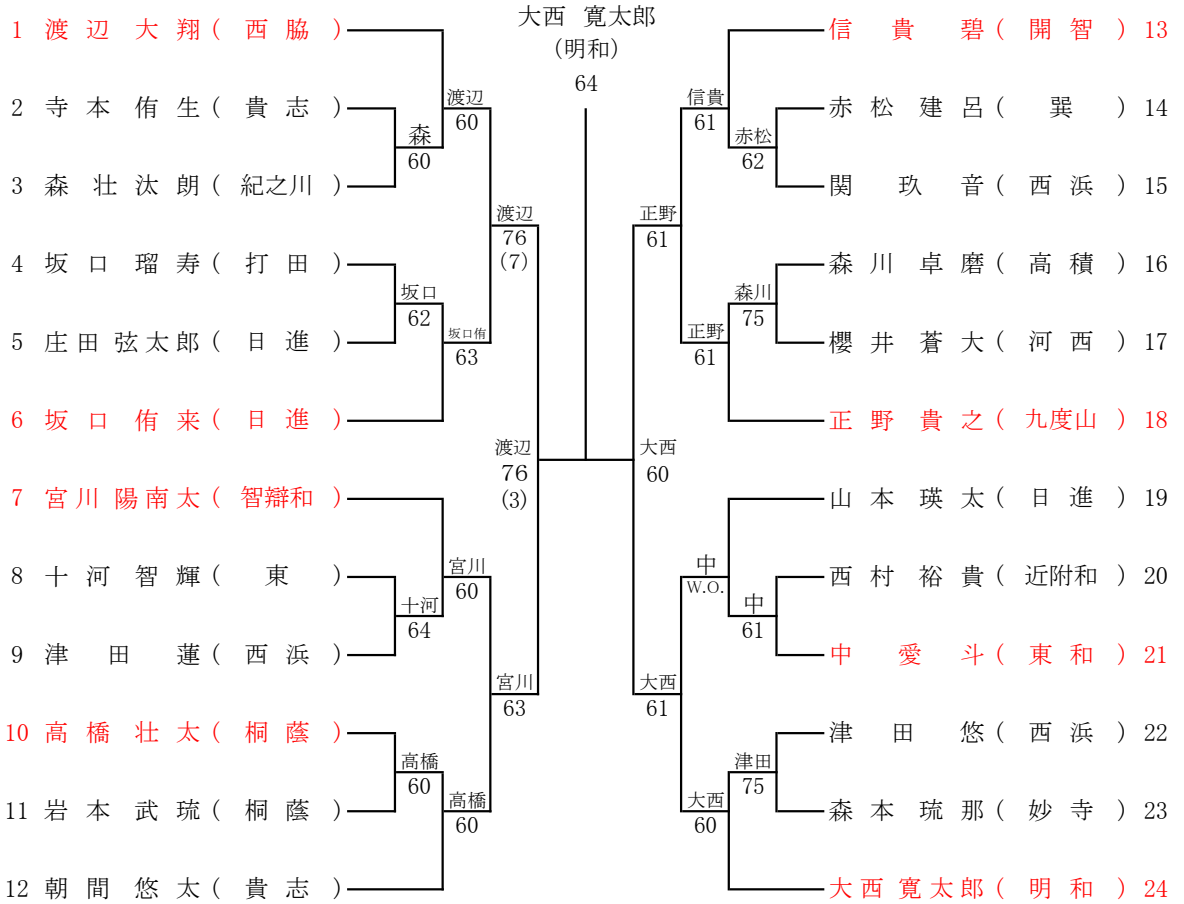 大西 寛太郎
(明和)
64
1 渡辺大翔(西脇)
2 寺本侑生(貴志)
3 森壮汰朗(紀之川)
4 坂口瑠寿(打田)
5 庄田弦太郎(日進)
6 坂口侑来(日進)
7 宮川陽南太(智辯和)
8 十河智輝(東)
9 津田蓮(西浜)
10 高橋壮太(桐蔭)
11 岩本武琉(桐蔭)
12 朝間悠太(貴志)
森
60
坂口
62
十河
64
高橋
60
渡辺
60
坂口侑
63
宮川
60
高橋
60
渡辺
76
(7)
宮川
63
渡辺
76
(3)
大西
60
正野
61
大西
61
信貴
61
正野
61
中
W.O.
大西
60
赤松
62
森川
75
中
61
津田
75
信貴碧(開智) 13
赤松建呂(巽) 14
関玖音(西浜) 15
森川卓磨(高積) 16
櫻井蒼大(河西) 17
正野貴之(九度山) 18
山本瑛太(日進) 19
西村裕貴(近附和) 20
中愛斗(東和) 21
津田悠(西浜) 22
森本琉那(妙寺) 23
大西寛太郎(明和) 24